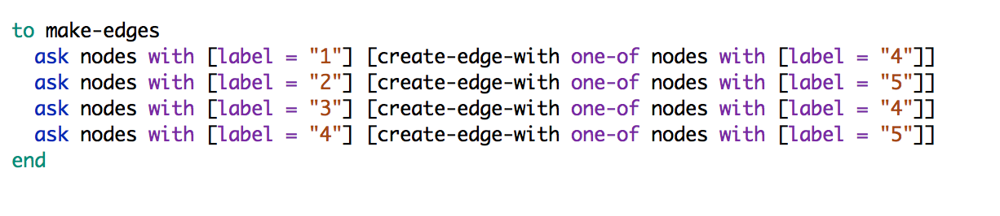 to make-edges
ask nodes with [label = "1"] [create-edge-with one-of nodes with [label = "4"]]
ask nodes with [label = "2"] [create-edge-with one-of nodes with [label = "5"]]
ask nodes with [label = "3"] [create-edge-with one-of nodes with [label = "4"]]
ask nodes with [label = "4"] [create-edge-with one-of nodes with [label = "5"]]
end